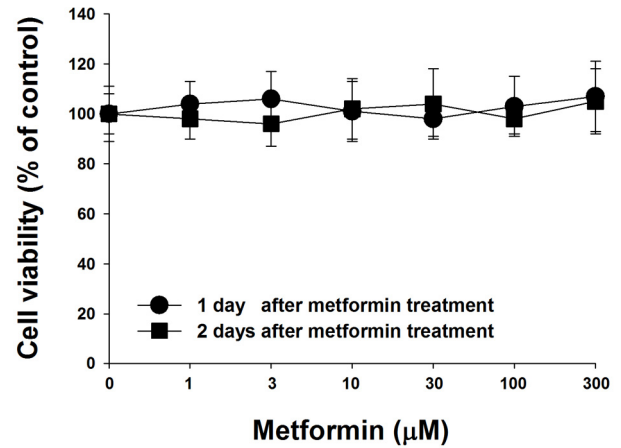 140
120
100
80
60
40
20
0
Cell viability (% of control)
1 day after metformin treatment
2 days after metformin treatment
0 1 3 10 30 100 300
Metformin (μM)